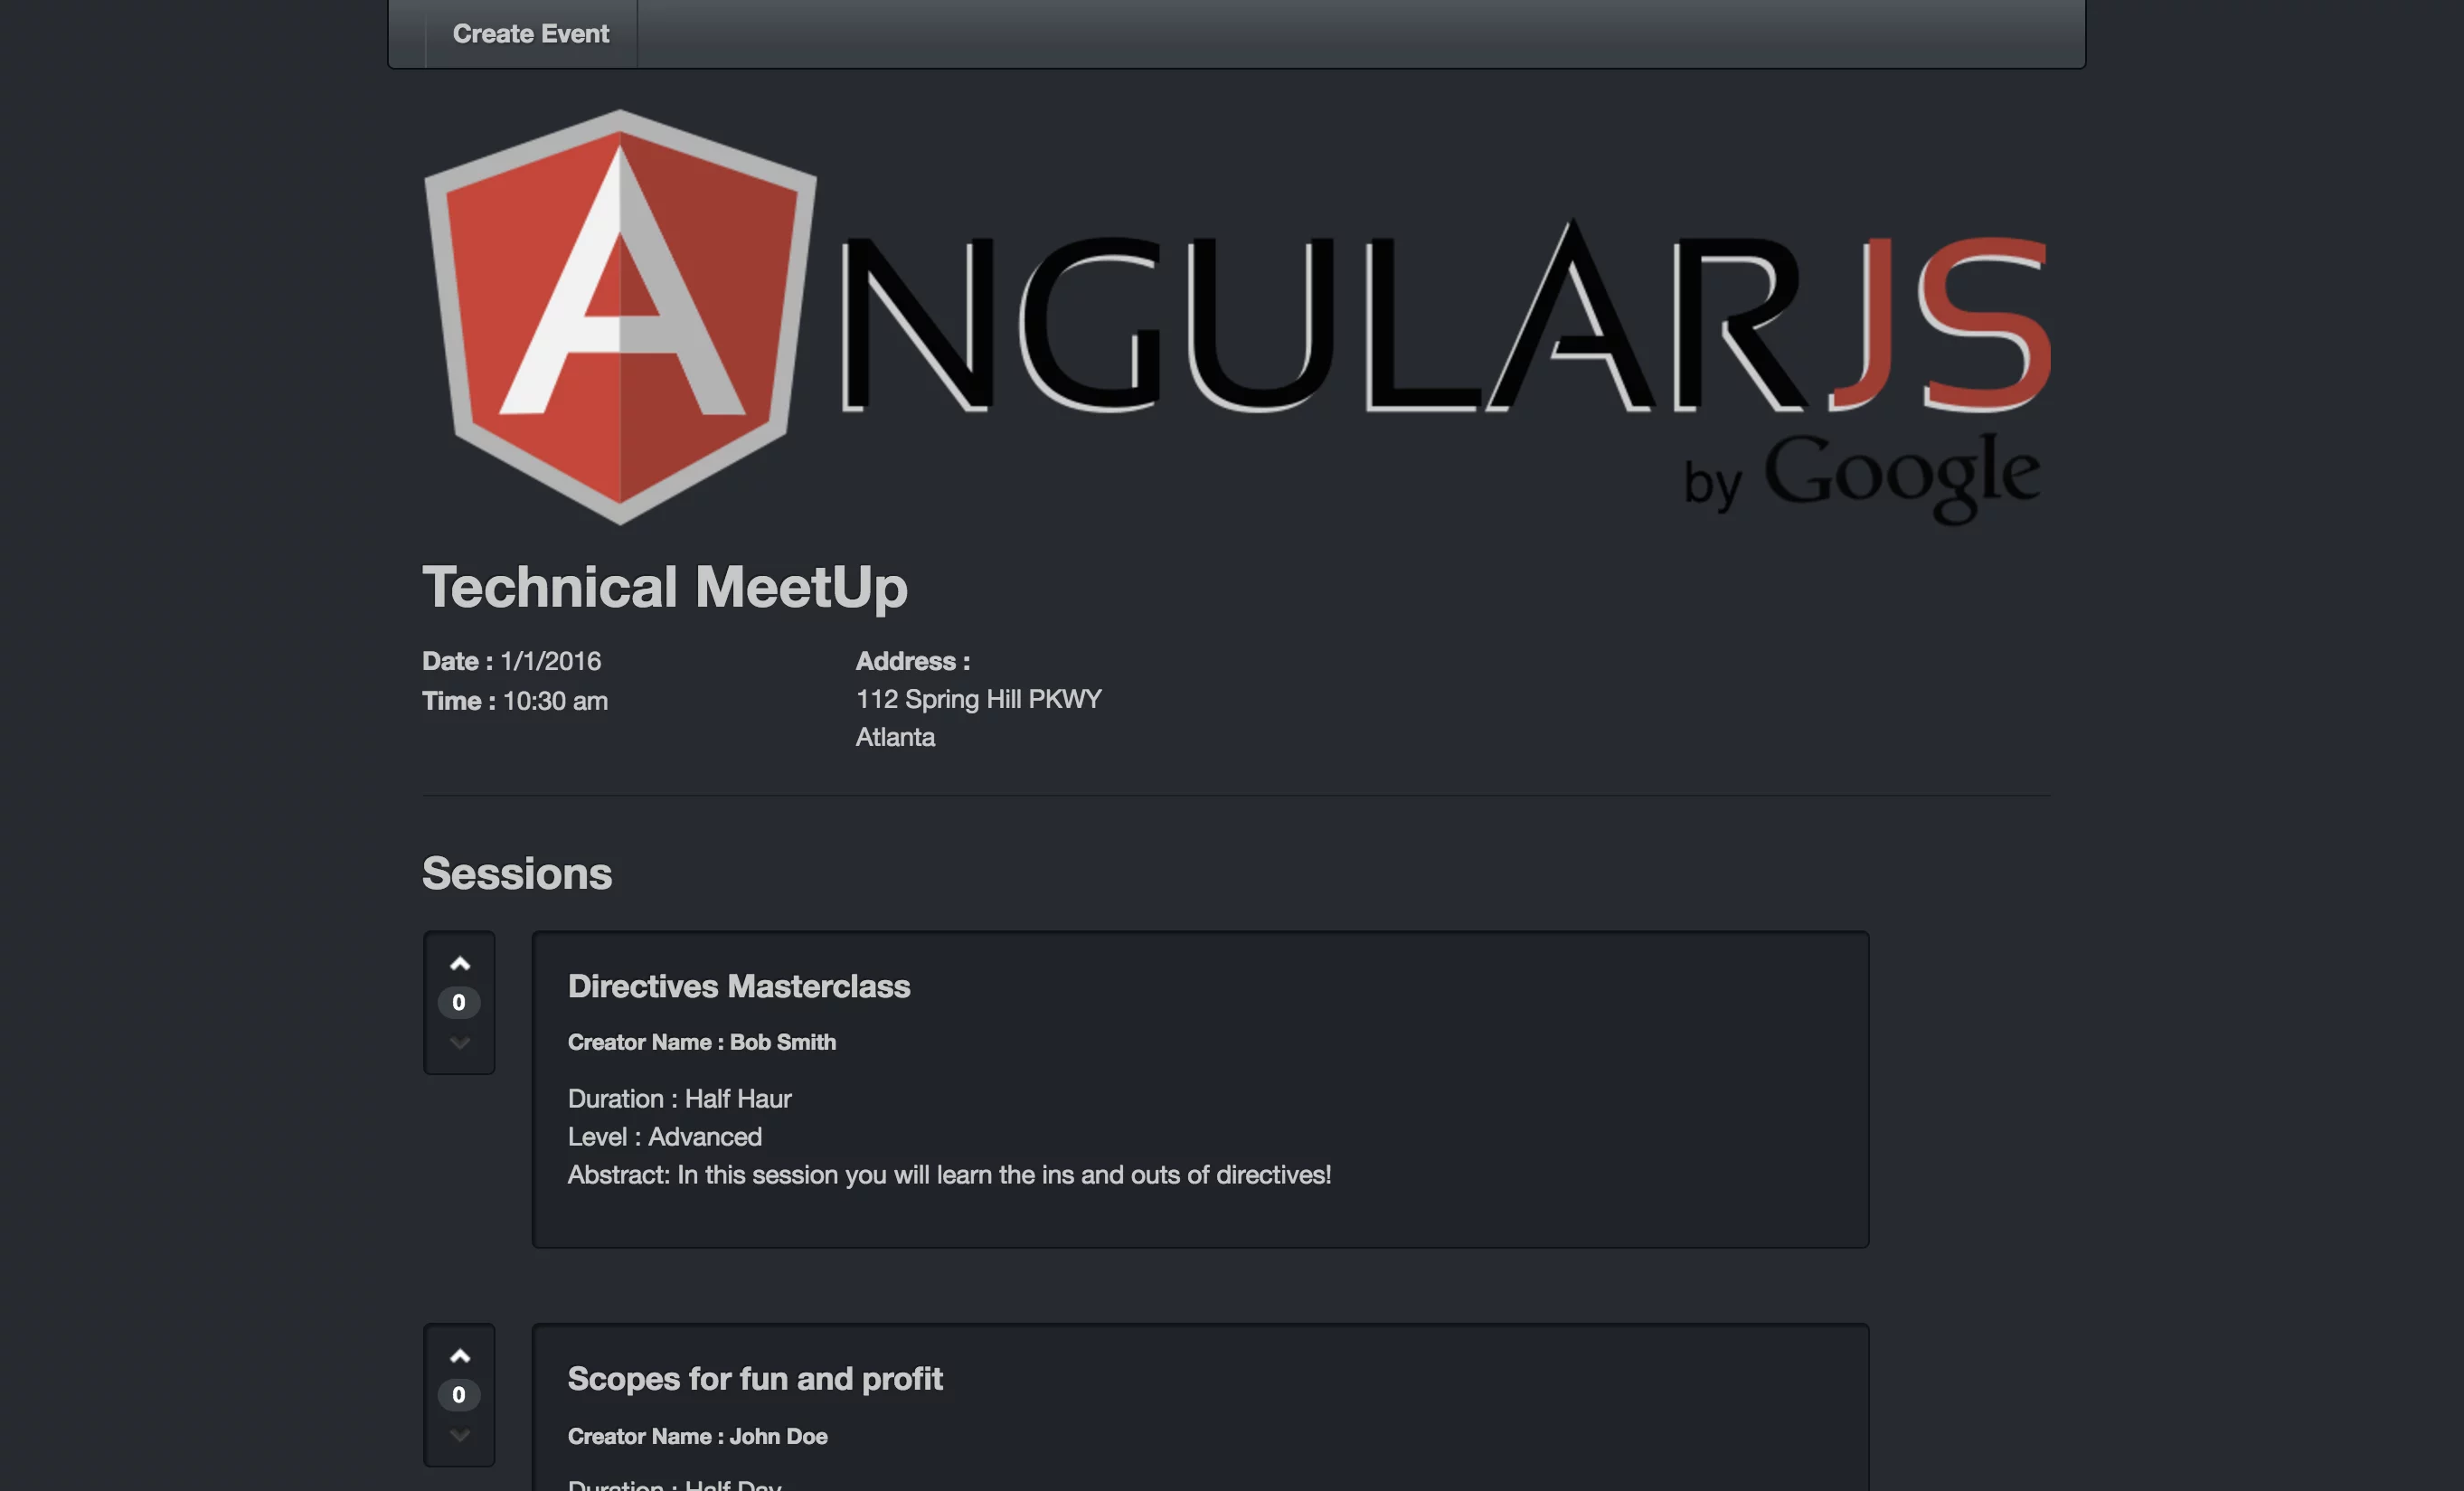 Create Event
ANGULARJS
by Google
Technical MeetUp
Date : 1/1/2016
Time : 10:30 am
Address :
112 Spring Hill PKWY
Atlanta
Sessions
0
Directives Masterclass
Creator Name : Bob Smith
Duration : Half Haur
Level : Advanced
Abstract: In this session you will learn the ins and outs of directives!
0
Scopes for fun and profit
Creator Name : John Doe
Duration : Half Day